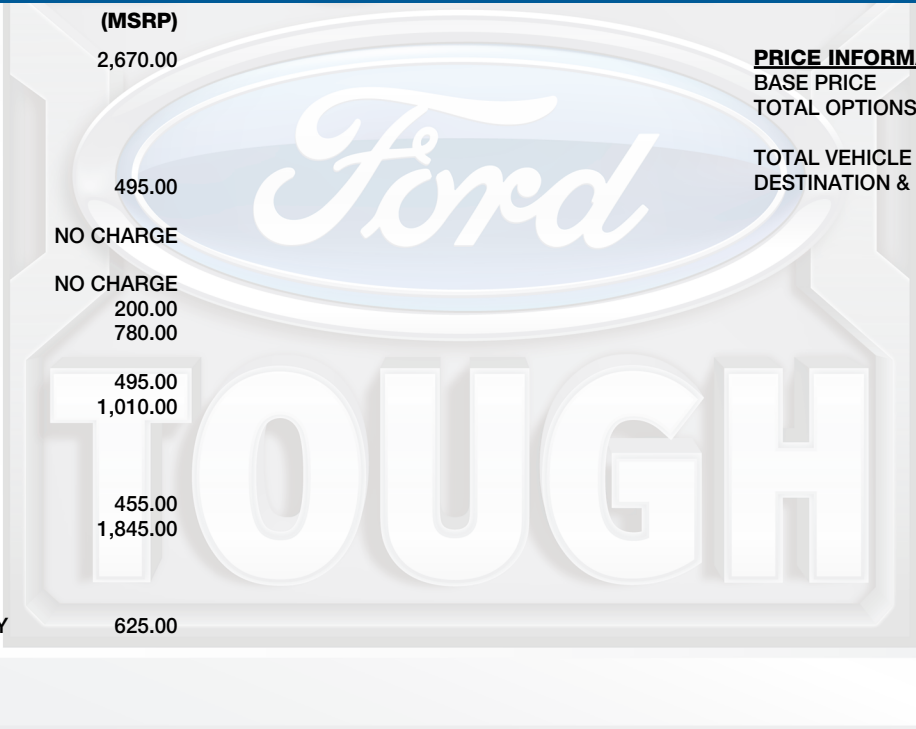 (MSRP)
2,670.00
495.00
NO CHARGE
NO CHARGE
200.00
780.00
495.00
1,010.00
455.00
1,845.00
Y 625.00
PRICE INFORMA
BASE PRICE
TOTAL OPTIONS
TOTAL VEHICLE
DESTINATION &
Ford
TOUGH